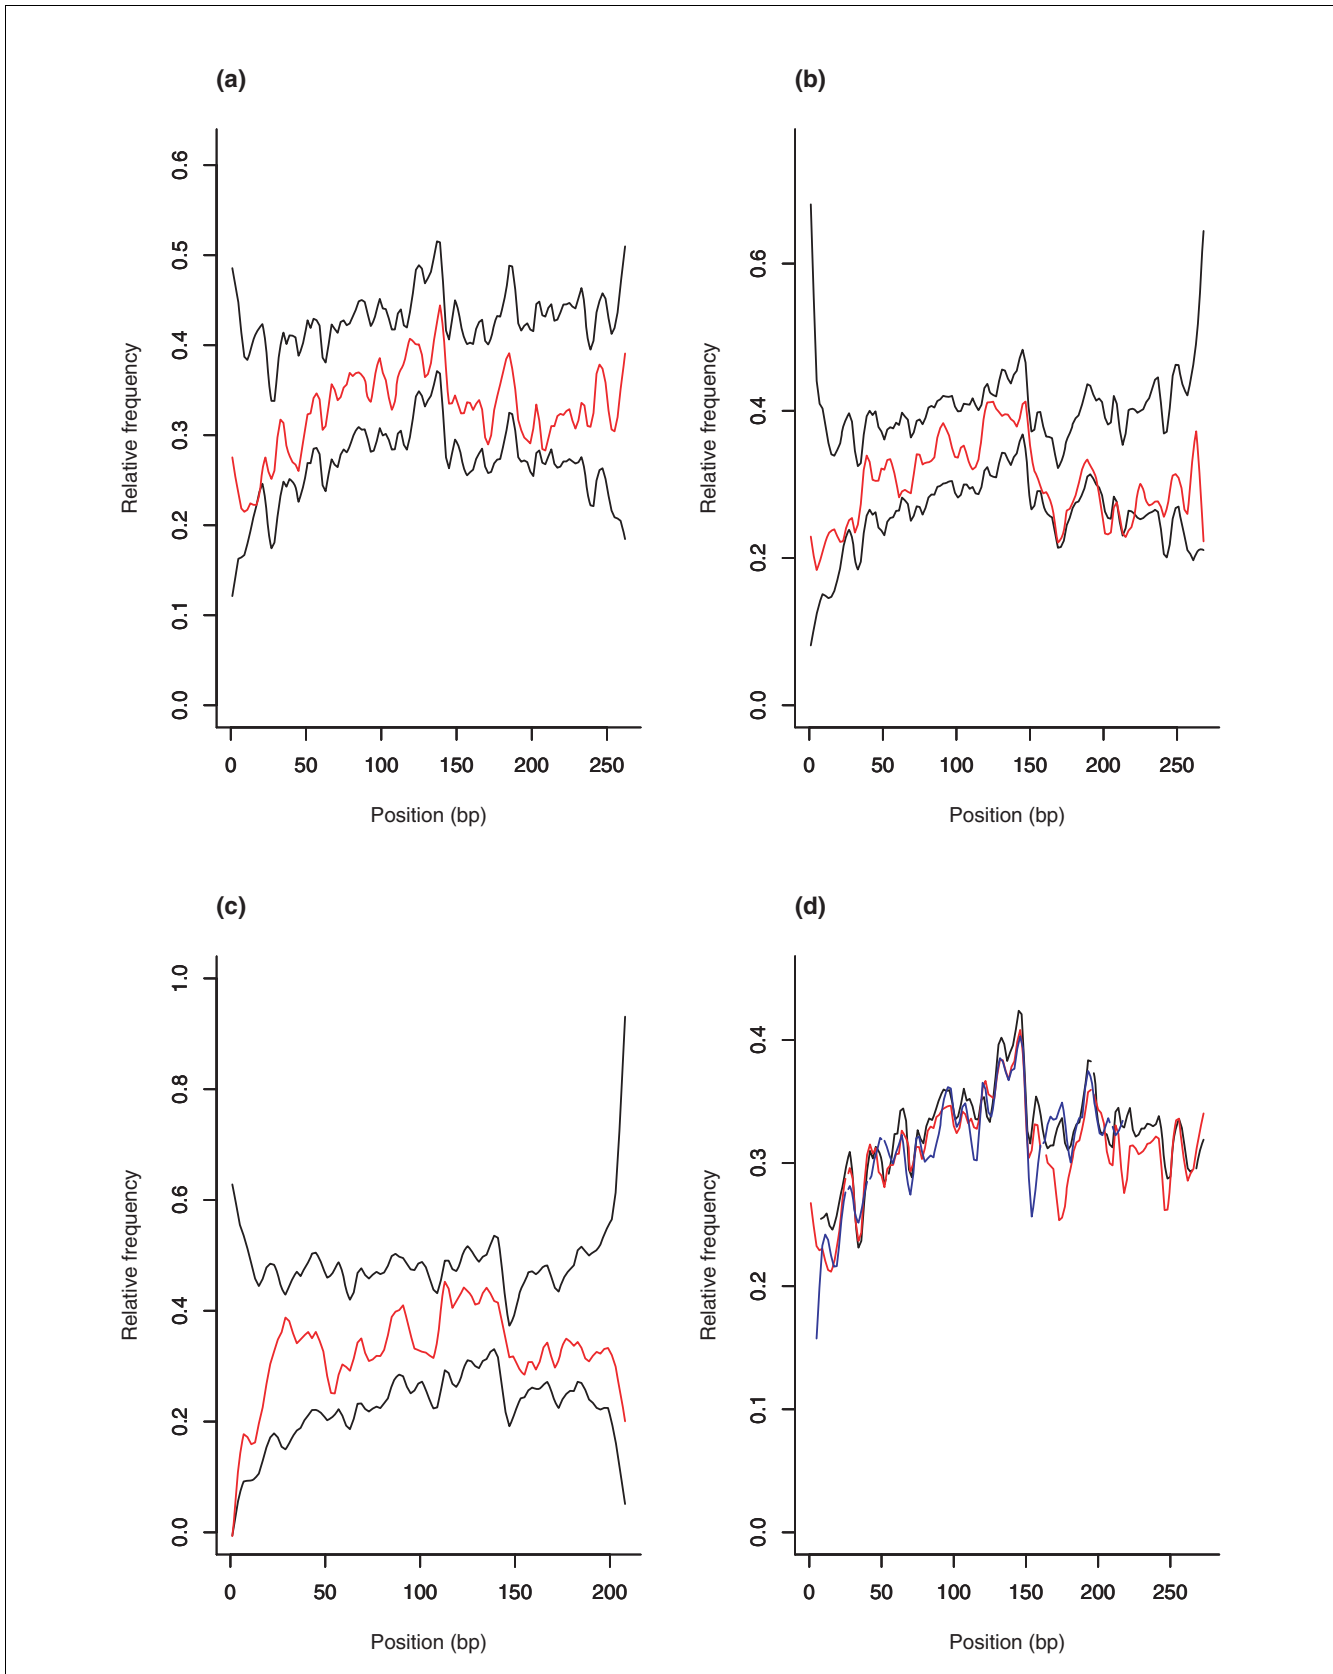 (a)
0.0 0.1 0.2 0.3 0.4 0.5 0.6
Relative frequency
0 50 100 150 200 250
Position (bp)
(b)
0.0 0.2 0.4 0.6
Relative frequency
0 50 100 150 200 250
Position (bp)
(c)
0.0 0.2 0.4 0.6 0.8 1.0
Relative frequency
0 50 100 150 200
Position (bp)
(d)
0.0 0.1 0.2 0.3 0.4
Relative frequency
0 50 100 150 200 250
Position (bp)